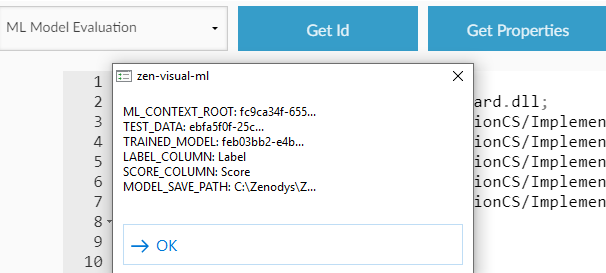 ML Model Evaluation
Get Id
Get Properties
zen-visual-ml
ML_CONTEXT_ROOT: fc9ca34f-655...
TEST_DATA: ebfa5f0f-25c...
TRAINED_MODEL: feb03bb2-e4b...
LABEL_COLUMN: Label
SCORE_COLUMN: Score
MODEL_SAVE_PATH: C:\Zenodys\Z...
OK
1
2 ard.dll;
3 ionCS/Implemen
4 ionCS/Implemen
5 ionCS/Implemen
6 ionCS/Implemen
7 ionCS/Implemen
8
9
10